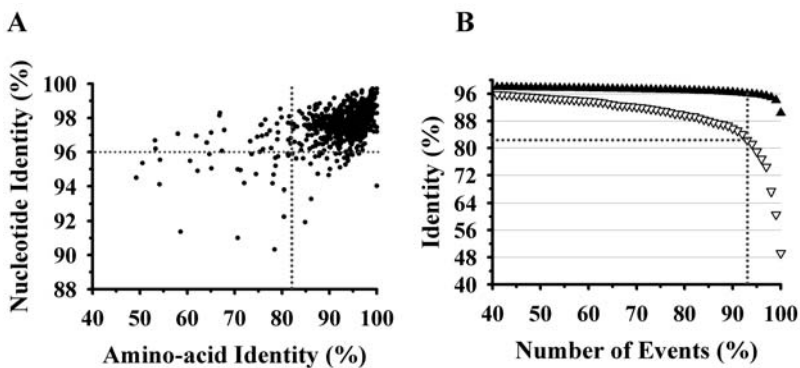 A
Nucleotide Identity (%)
100
98
96
94
92
90
88
40 50 60 70 80 90 100
Amino-acid Identity (%)
B
Identity (%)
96
88
80
72
64
56
48
40
40 50 60 70 80 90 100
Number of Events (%)